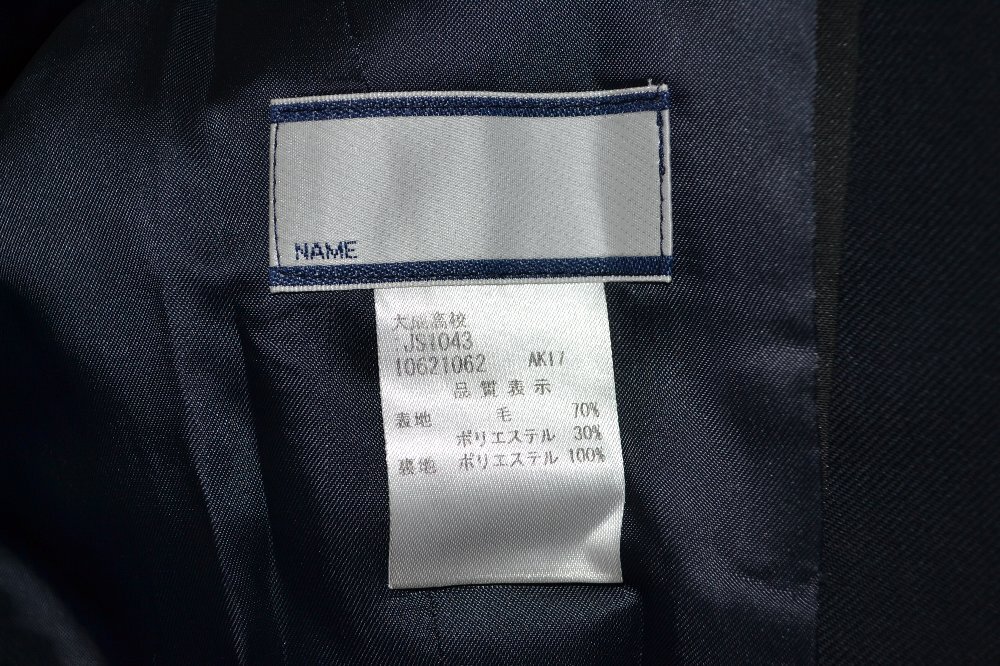 NAME
大成高校
:JS1043
10621062 AK17
品質表示
表地 毛 70%
ポリエステル 30%
裏地 ポリエステル 100%